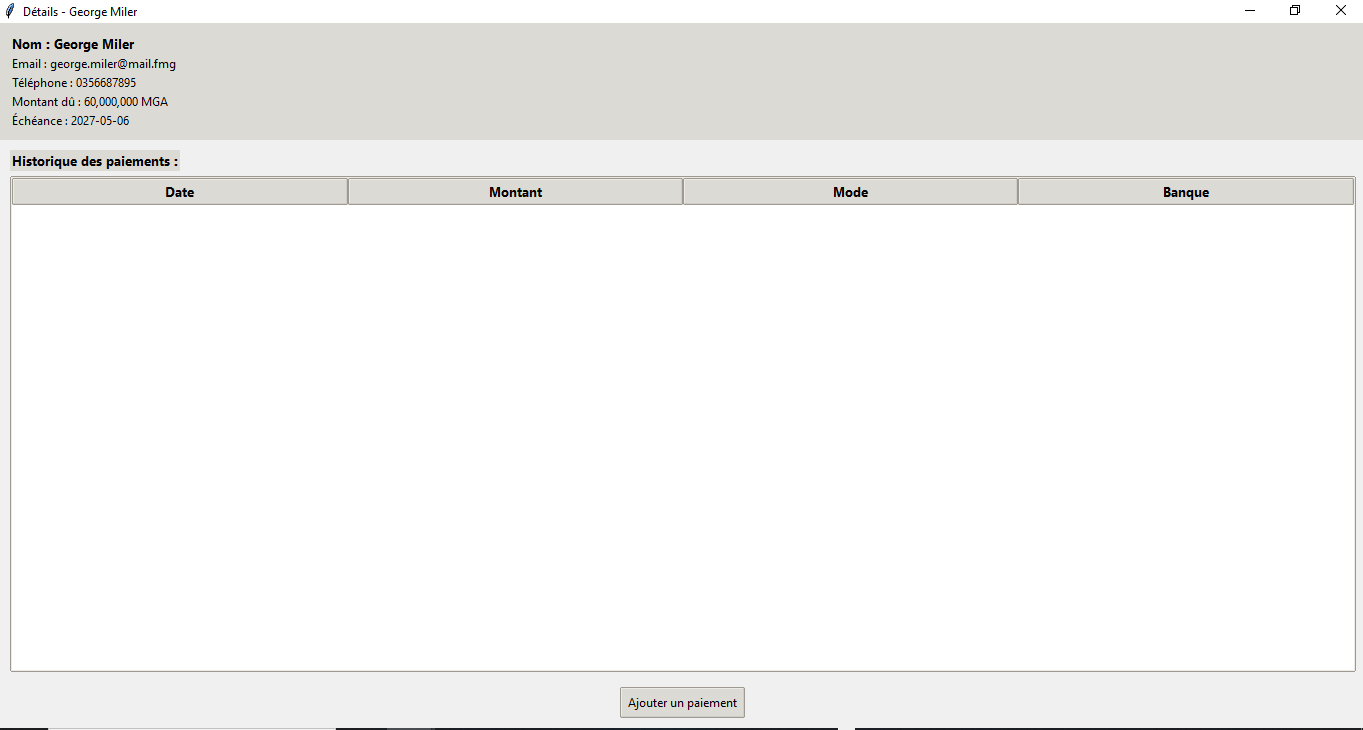 Détails - George Miler
Nom : George Miler
Email : george.miler@mail.fmg
Téléphone : 0356687895
Montant dû : 60,000,000 MGA
Échéance : 2027-05-06
Historique des paiements :
Date Montant Mode Banque
Ajouter un paiement